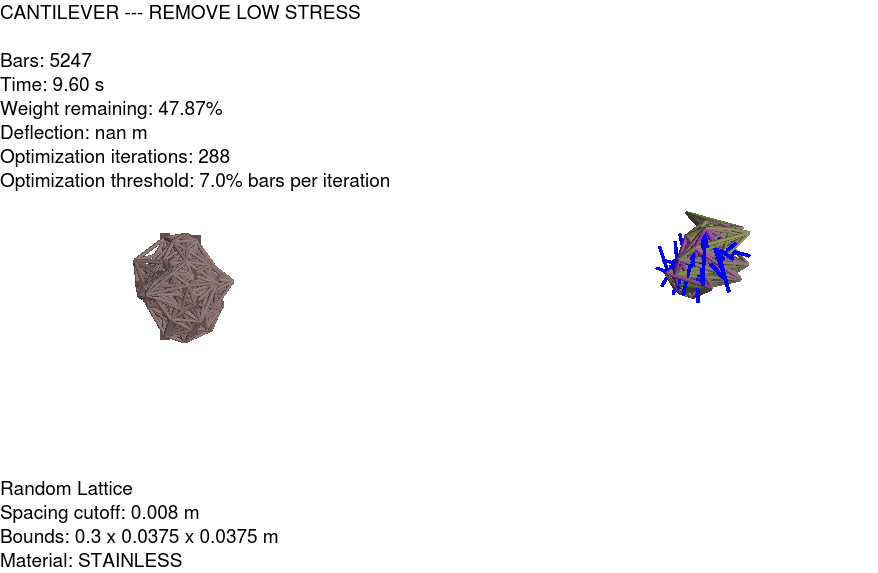 CANTILEVER --- REMOVE LOW STRESS
Bars: 5247
Time: 9.60 s
Weight remaining: 47.87%
Deflection: nan m
Optimization iterations: 288
Optimization threshold: 7.0% bars per iteration
Random Lattice
Spacing cutoff: 0.008 m
Bounds: 0.3 x 0.0375 x 0.0375 m
Material: STAINLESS